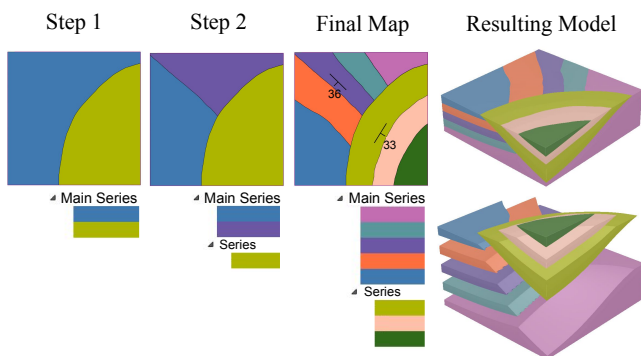 Step 1
Step 2
Final Map
Resulting Model
36
33
Main Series
Main Series
Series
Main Series
Series